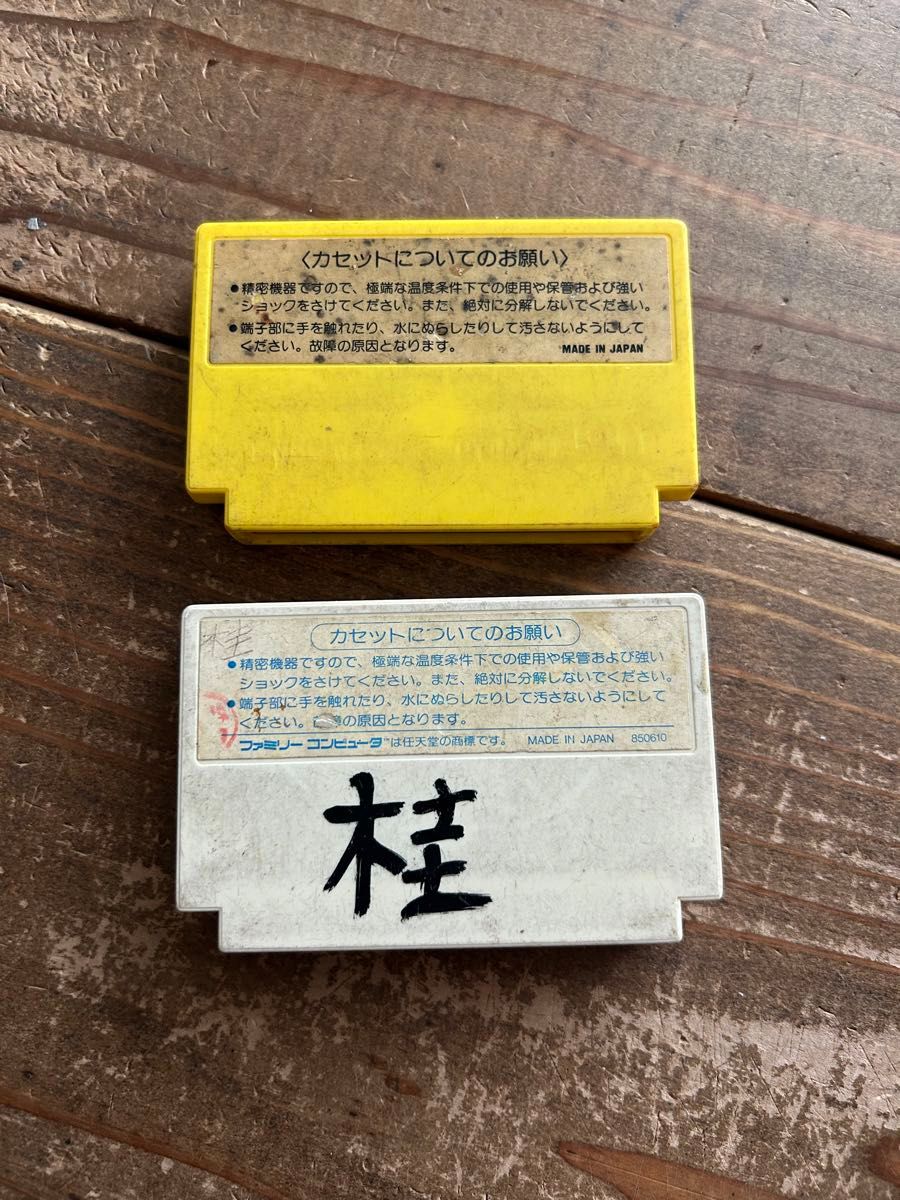 〈カセットについてのお願い〉
●精密機器ですので、極端な温度条件下での使用や保管および強い
ショックをさけてください。また、絶対に分解しないでください。
●端子部に手を触れたり、水にぬらしたりして汚さないようにして
ください。故障の原因となります。 MADE IN JAPAN
桂
カセットについてのお願い
●精密機器ですので、極端な温度条件下での使用や保管および強い
ショックをさけてください。また、絶対に分解しないでください。
●端子部に手を触れたり、水にぬらしたりして汚さないようにして
ください。故障の原因となります。
ファミリー コンピュータ™は任天堂の商標です。 MADE IN JAPAN 850610
桂